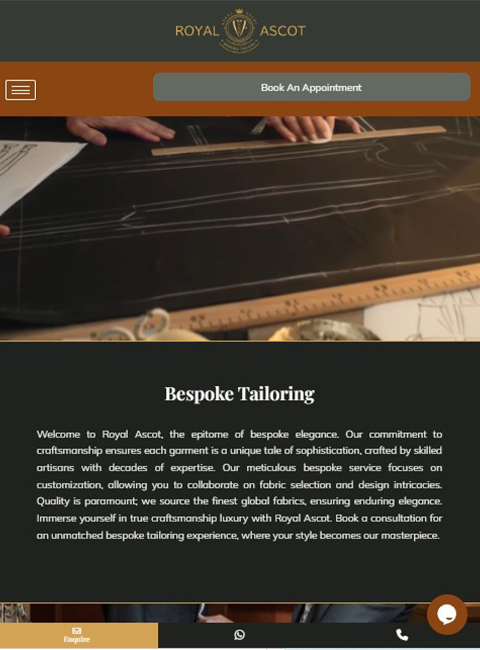 ROYAL ASCOT
Book An Appointment
Bespoke Tailoring
Welcome to Royal Ascot, the epitome of bespoke elegance. Our commitment to
craftsmanship ensures each garment is a unique tale of sophistication, crafted by skilled
artisans with decades of expertise. Our meticulous bespoke service focuses on
customization, allowing you to collaborate on fabric selection and design intricacies.
Quality is paramount; we source the finest global fabrics, ensuring enduring elegance.
Immerse yourself in true craftsmanship luxury with Royal Ascot. Book a consultation for
an unmatched bespoke tailoring experience, where your style becomes our masterpiece.
Enquire